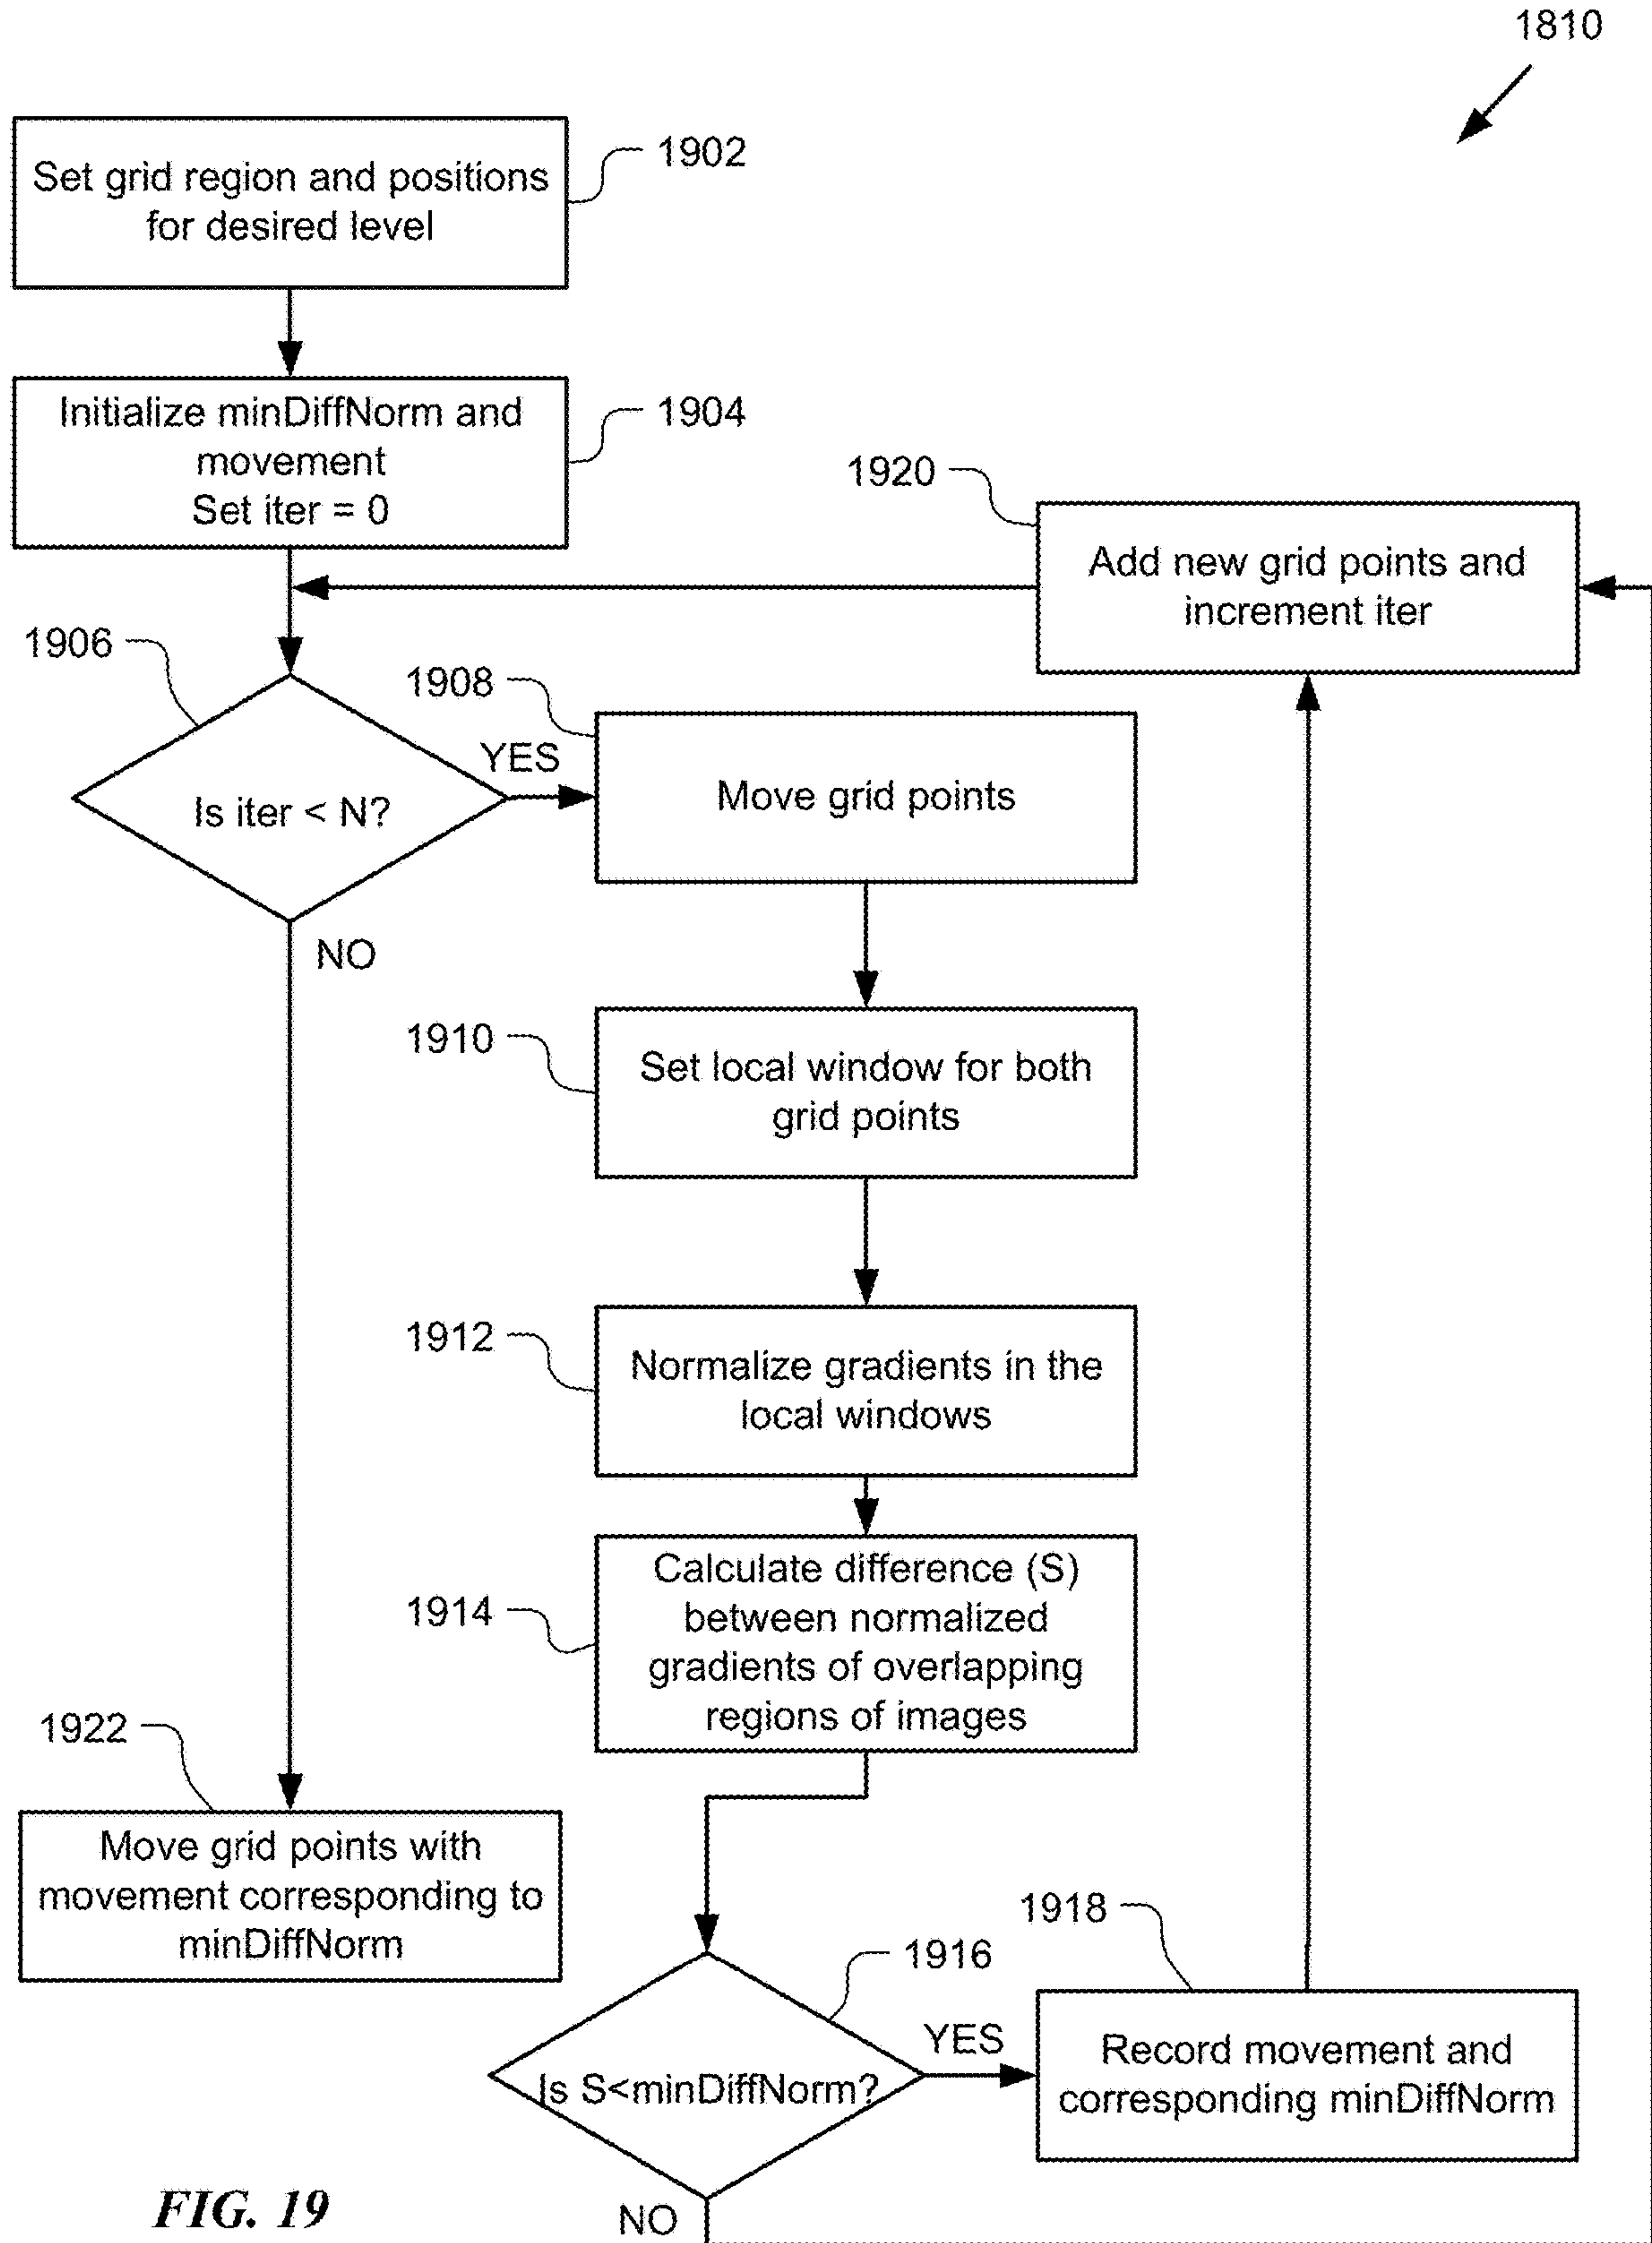 1810
Set grid region and positions
for desired level
1902
Initialize minDiffNorm and
movement
Set iter = 0
1904
1920
Add new grid points and
increment iter
1906
Is iter < N?
YES
NO
1908
Move grid points
1910
Set local window for both
grid points
1912
Normalize gradients in the
local windows
1914
Calculate difference (S)
between normalized
gradients of overlapping
regions of images
1922
Move grid points with
movement corresponding to
minDiffNorm
1916
Is S<minDiffNorm?
YES
NO
1918
Record movement and
corresponding minDiffNorm
FIG. 19